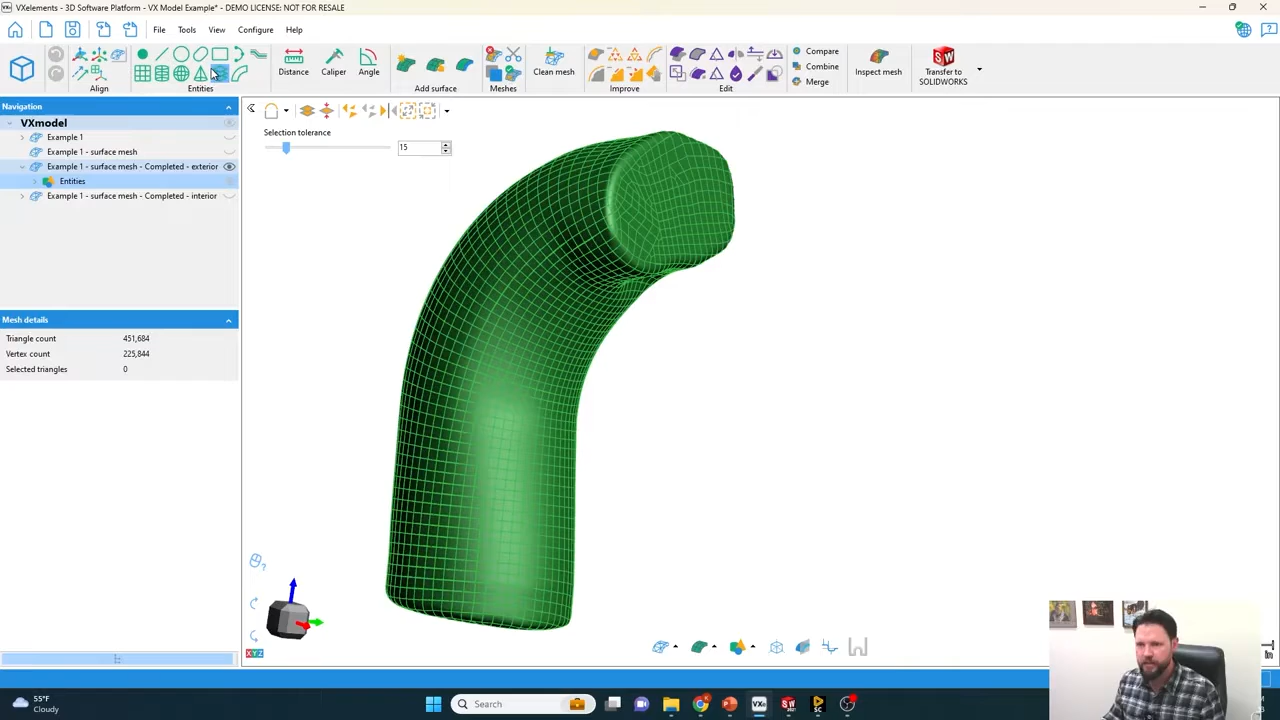 VXelements - 3D Software Platform - VX Model Example* - DEMO LICENSE: NOT FOR RESALE
File Tools View Configure Help
Distance Caliper Angle Clean mesh Compare Combine Merge Inspect mesh Transfer to SOLIDWORKS
Align Entities Add surface Meshes Improve Edit
Navigation
VXmodel
Example 1
Example 1 - surface mesh
Example 1 - surface mesh - Completed - exterior
Entities
Example 1 - surface mesh - Completed - interior
Selection tolerance
15
Mesh details
Triangle count 451,684
Vertex count 225,844
Selected triangles 0
XYZ
55°F
Cloudy
Search